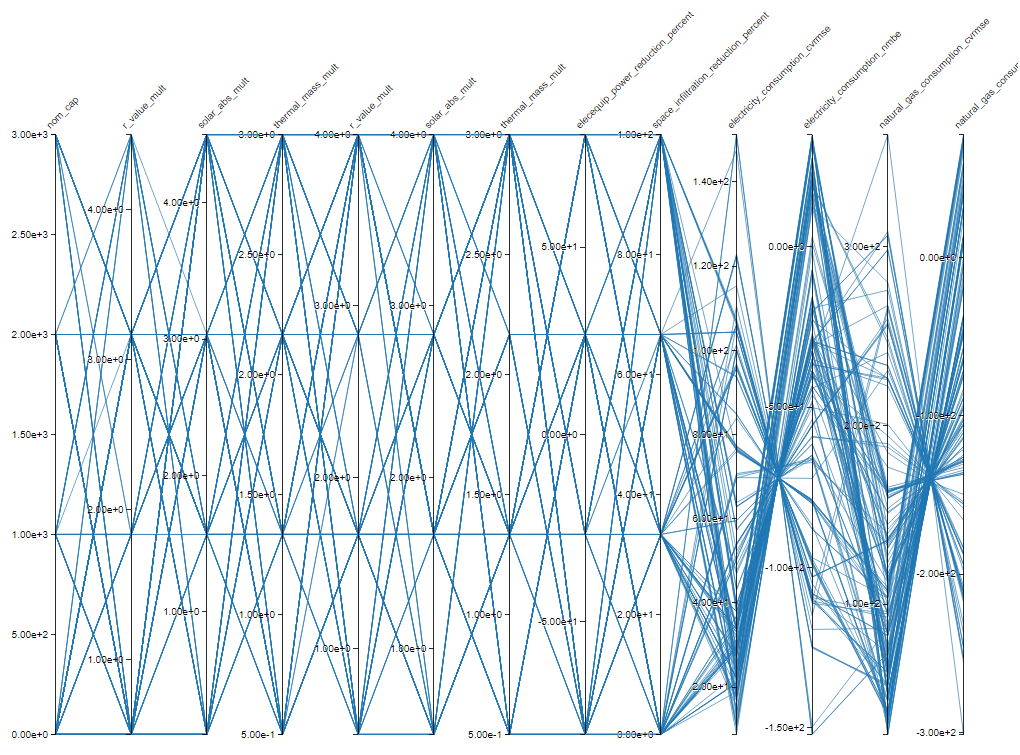 nom_cap
r_value_mult
solar_abs_mult
thermal_mass_mult
r_value_mult
solar_abs_mult
thermal_mass_mult
elecequip_power_reduction_percent
space_infiltration_reduction_percent
electricity_consumption_cvrmse
electricity_consumption_nmbe
natural_gas_consumption_cvrmse
natural_gas_consu
3.00e+3
2.50e+3
2.00e+3
1.50e+3
1.00e+3
5.00e+2
0.00e+0
4.00e+0
3.00e+0
2.00e+0
1.00e+0
4.00e+0
3.00e+0
2.00e+0
1.00e+0
3.00e+0
2.50e+0
2.00e+0
1.50e+0
1.00e+0
5.00e-1
4.00e+0
3.00e+0
2.00e+0
1.00e+0
4.00e+0
3.00e+0
2.00e+0
1.00e+0
3.00e+0
2.50e+0
2.00e+0
1.50e+0
1.00e+0
5.00e-1
5.00e+1
0.00e+0
-5.00e+1
1.00e+2
8.00e+1
6.00e+1
4.00e+1
2.00e+1
0.00e+0
1.40e+2
1.20e+2
1.00e+2
8.00e+1
6.00e+1
4.00e+1
2.00e+1
0.00e+0
-5.00e+1
-1.00e+2
-1.50e+2
3.00e+2
2.00e+2
1.00e+2
0.00e+0
-1.00e+2
-2.00e+2
-3.00e+2